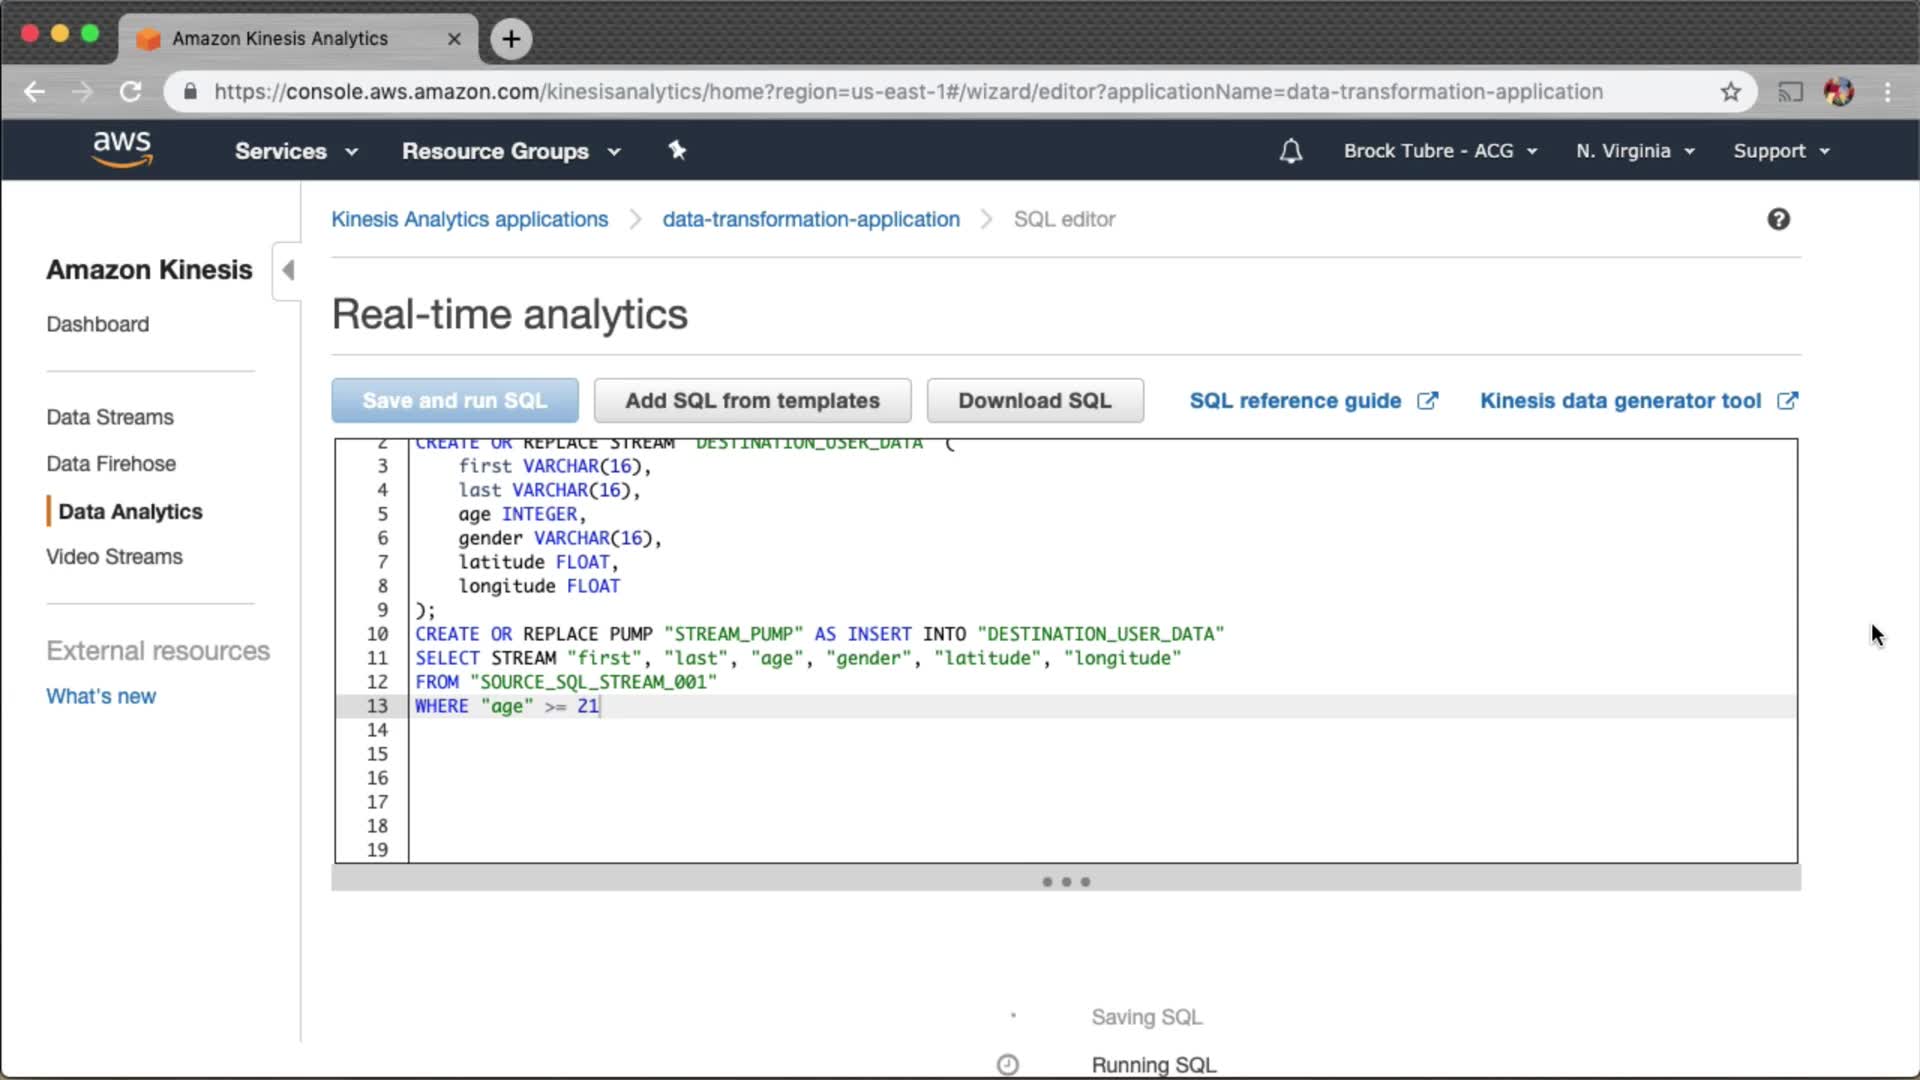 Amazon Kinesis Analytics
https://console.aws.amazon.com/kinesisanalytics/home?region=us-east-1#/wizard/editor?applicationName=data-transformation-application
aws
Services
Resource Groups
Brock Tubre - ACG
N. Virginia
Support
Kinesis Analytics applications
data-transformation-application
SQL editor
Amazon Kinesis
Dashboard
Data Streams
Data Firehose
Data Analytics
Video Streams
External resources
What's new
Real-time analytics
Save and run SQL
Add SQL from templates
Download SQL
SQL reference guide
Kinesis data generator tool
2 CREATE OR REPLACE STREAM "DESTINATION_USER_DATA" (
3 first VARCHAR(16),
4 last VARCHAR(16),
5 age INTEGER,
6 gender VARCHAR(16),
7 latitude FLOAT,
8 longitude FLOAT
9 );
10 CREATE OR REPLACE PUMP "STREAM_PUMP" AS INSERT INTO "DESTINATION_USER_DATA"
11 SELECT STREAM "first", "last", "age", "gender", "latitude", "longitude"
12 FROM "SOURCE_SQL_STREAM_001"
13 WHERE "age" >= 21
14
15
16
17
18
19
Saving SQL
Running SQL